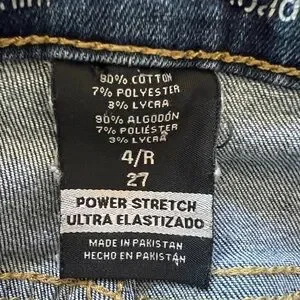 90% COTTON
7% POLYESTER
3% LYCRA
90% ALGODÓN
7% POLIÉSTER
3% LYCRA
4/R
27
POWER STRETCH
ULTRA ELASTIZADO
MADE IN PAKISTAN
HECHO EN PAKISTAN